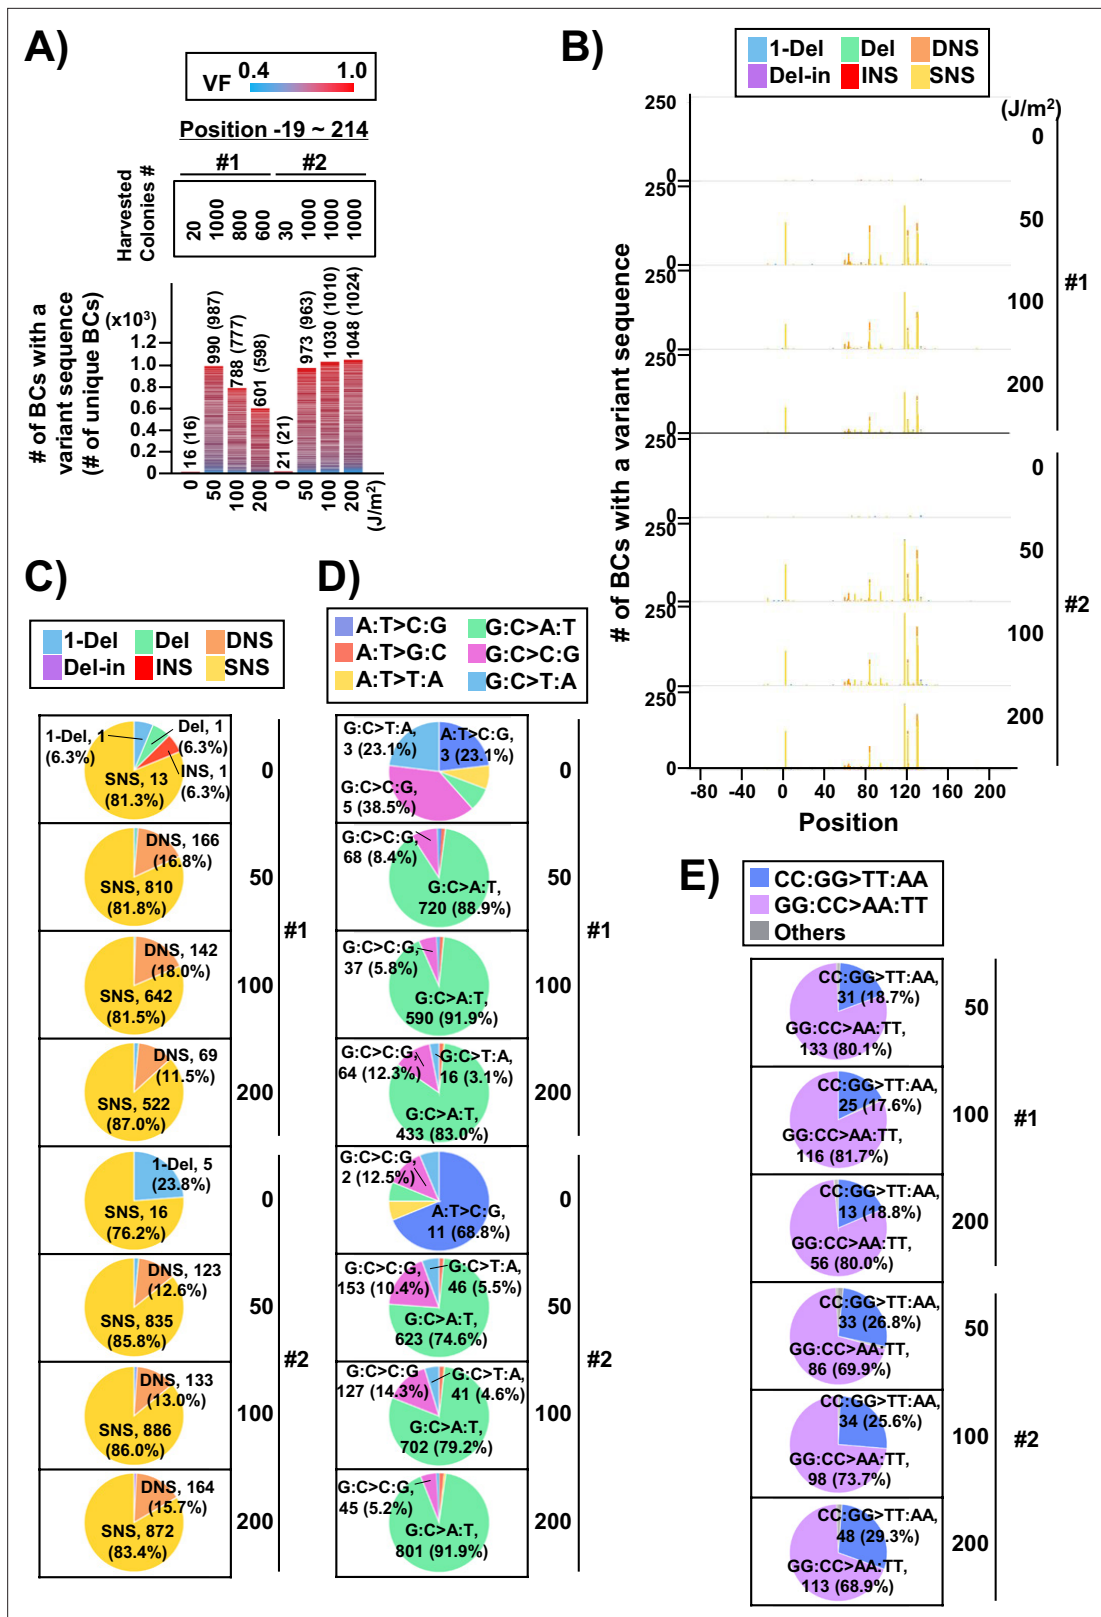 A)
VF 0.4 1.0
Position -19 ~ 214
#1 #2
Harvested
Colonies #
20 1000 800 600 30 1000 1000 1000
# of BCs with a
variant sequence
(# of unique BCs)
(x10³)
1.2
1.0
0.8
0.6
0.4
0.2
0
16 (16)
990 (987)
788 (777)
601 (598)
21 (21)
973 (963)
1030 (1010)
1048 (1024)
0 50 100 200 0 50 100 200
(J/m²)
B)
1-Del Del DNS
Del-in INS SNS
(J/m²)
# of BCs with a variant sequence
250
0
0
250
0
50
250
0
100
250
0
200
#1
250
0
0
250
0
50
250
0
100
250
0
200
#2
-80 -40 0 40 80 120 160 200
Position
C)
1-Del Del DNS
Del-in INS SNS
1-Del, 1
(6.3%)
Del, 1
(6.3%)
INS, 1
(6.3%)
SNS, 13
(81.3%)
0
DNS, 166
(16.8%)
SNS, 810
(81.8%)
50
DNS, 142
(18.0%)
SNS, 642
(81.5%)
100
DNS, 69
(11.5%)
SNS, 522
(87.0%)
200
#1
1-Del, 5
(23.8%)
SNS, 16
(76.2%)
0
DNS, 123
(12.6%)
SNS, 835
(85.8%)
50
DNS, 133
(13.0%)
SNS, 886
(86.0%)
100
DNS, 164
(15.7%)
SNS, 872
(83.4%)
200
#2
D)
A:T>C:G G:C>A:T
A:T>G:C G:C>C:G
A:T>T:A G:C>T:A
G:C>T:A,
3 (23.1%)
A:T>C:G,
3 (23.1%)
G:C>C:G,
5 (38.5%)
0
G:C>C:G,
68 (8.4%)
G:C>A:T,
720 (88.9%)
50
G:C>C:G,
37 (5.8%)
G:C>A:T,
590 (91.9%)
100
G:C>C:G,
64 (12.3%)
G:C>T:A,
16 (3.1%)
G:C>A:T,
433 (83.0%)
200
#1
G:C>C:G,
2 (12.5%)
A:T>C:G,
11 (68.8%)
0
G:C>C:G,
153 (10.4%)
G:C>T:A,
46 (5.5%)
G:C>A:T,
623 (74.6%)
50
G:C>C:G
127 (14.3%)
G:C>T:A,
41 (4.6%)
G:C>A:T,
702 (79.2%)
100
G:C>C:G,
45 (5.2%)
G:C>A:T,
801 (91.9%)
200
#2
E)
CC:GG>TT:AA
GG:CC>AA:TT
Others
CC:GG>TT:AA,
31 (18.7%)
GG:CC>AA:TT,
133 (80.1%)
50
CC:GG>TT:AA,
25 (17.6%)
GG:CC>AA:TT,
116 (81.7%)
100
CC:GG>TT:AA,
13 (18.8%)
GG:CC>AA:TT,
56 (80.0%)
200
#1
CC:GG>TT:AA,
33 (26.8%)
GG:CC>AA:TT,
86 (69.9%)
50
CC:GG>TT:AA,
34 (25.6%)
GG:CC>AA:TT,
98 (73.7%)
100
CC:GG>TT:AA,
48 (29.3%)
GG:CC>AA:TT,
113 (68.9%)
200
#2